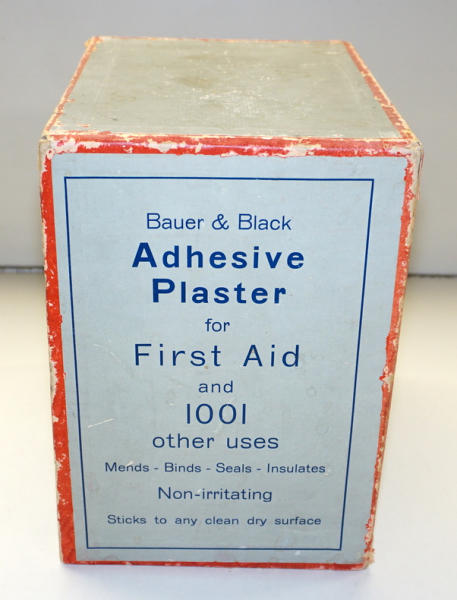 Bauer & Black
Adhesive
Plaster
for
First Aid
and
1001
other uses
Mends - Binds - Seals - Insulates
Non-irritating
Sticks to any clean dry surface